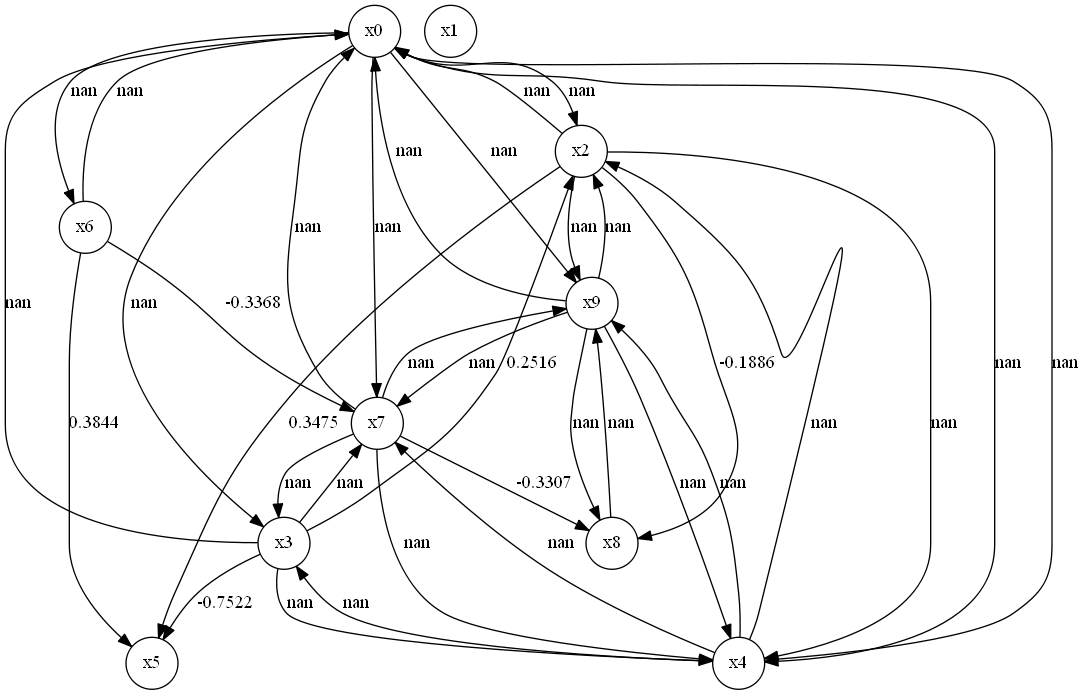 x0 x1
nan nan nan nan
x2
nan nan
x6 nan nan nan nan
nan nan -0.3368 x9
nan nan 0.2516 -0.1886 nan nan
0.3844 0.3475 x7 nan nan nan nan
nan nan -0.3307 nan nan
x3 nan nan x8
-0.7522 nan nan
x5 x4